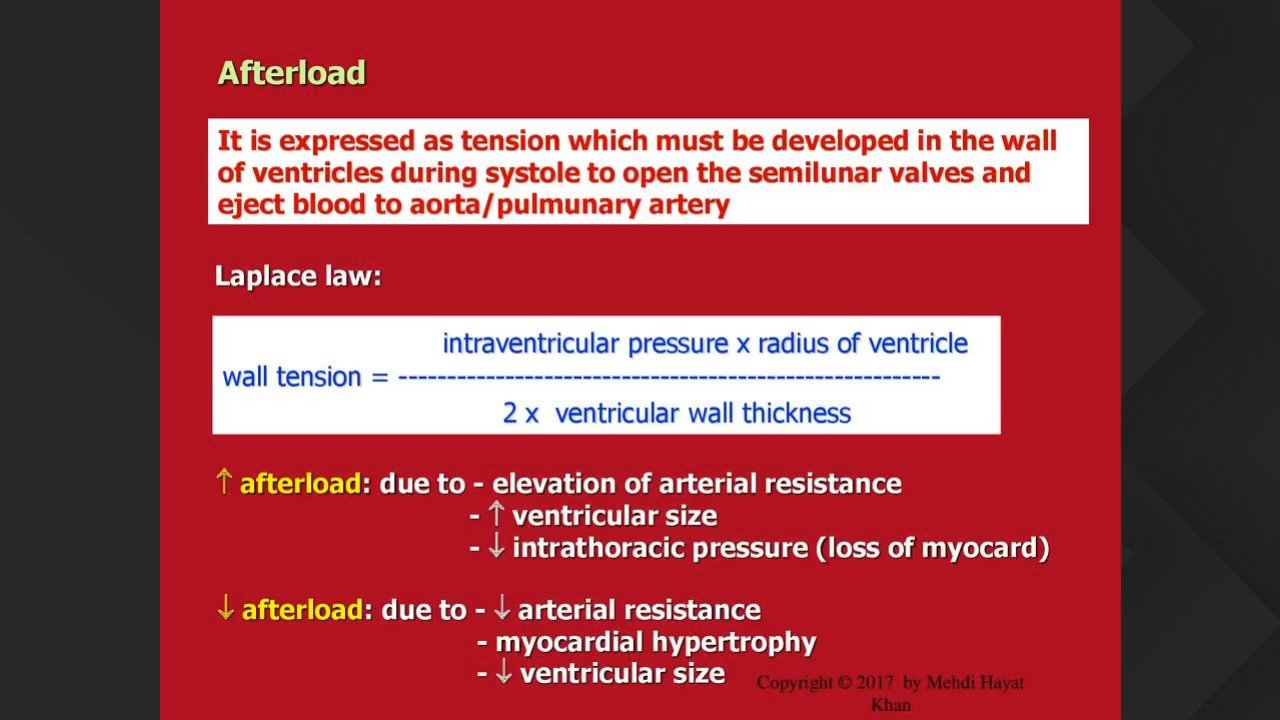 Afterload
It is expressed as tension which must be developed in the wall
of ventricles during systole to open the semilunar valves and
eject blood to aorta/pulmunary artery
Laplace law:
intraventricular pressure x radius of ventricle
wall tension = --------------------------------------------------------
2 x ventricular wall thickness
↑ afterload: due to - elevation of arterial resistance
- ↑ ventricular size
- ↓ intrathoracic pressure (loss of myocard)
↓ afterload: due to - ↓ arterial resistance
- myocardial hypertrophy
- ↓ ventricular size
Copyright © 2017 by Mehdi Hayat
Khan